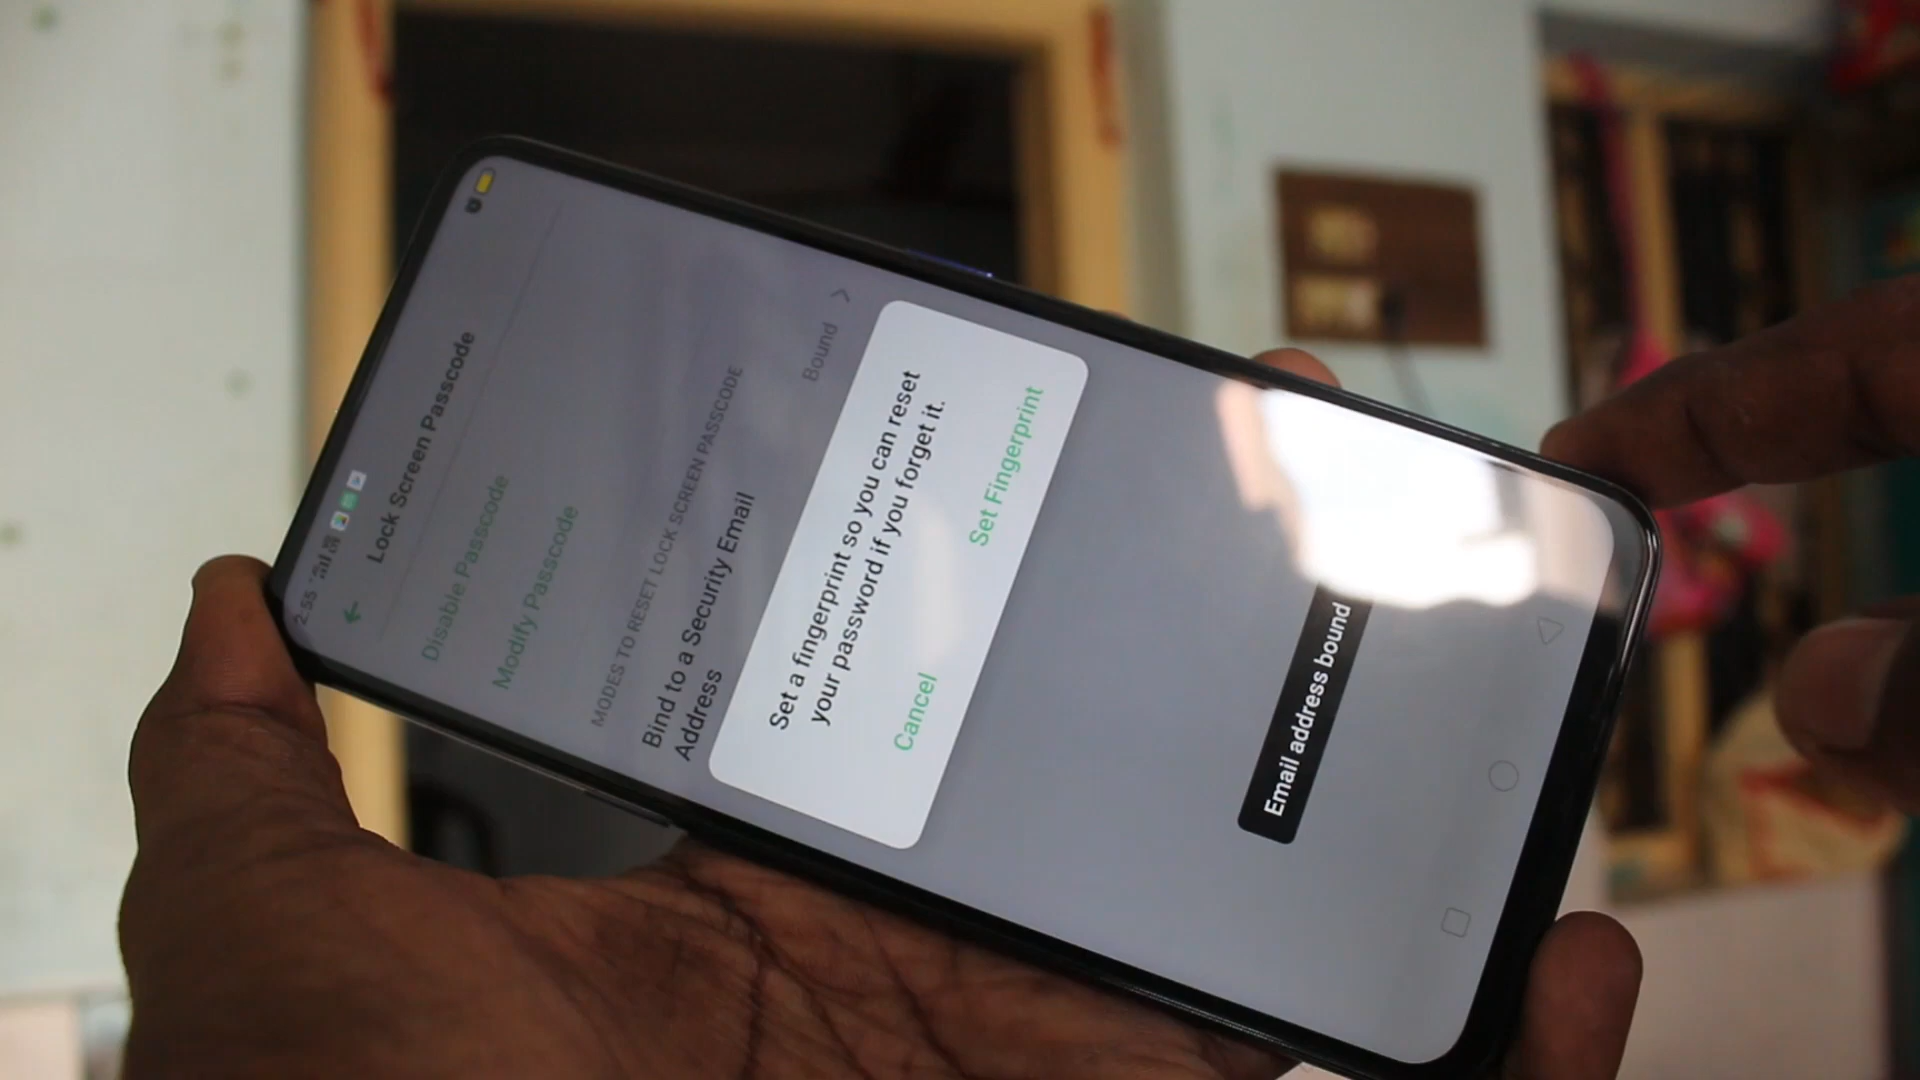 2:55
Lock Screen Passcode
Disable Passcode
Modify Passcode
MODES TO RESET LOCK SCREEN PASSCODE
Bind to a Security Email
Address
Bound
Set a fingerprint so you can reset
your password if you forget it.
Cancel
Set Fingerprint
Email address bound